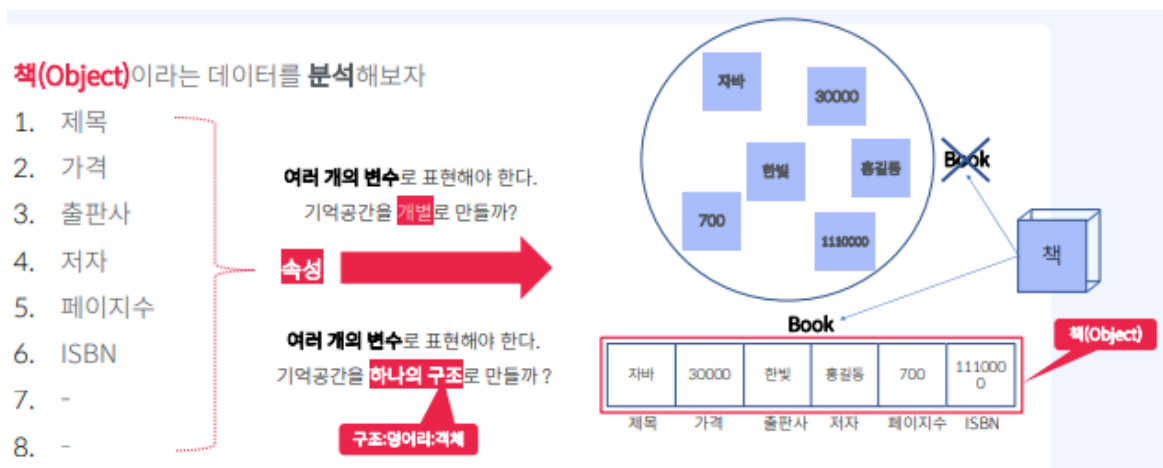 책(Object)이라는 데이터를 분석해보자
1. 제목
2. 가격
3. 출판사
4. 저자
5. 페이지수
6. ISBN
7. -
8. -
여러 개의 변수로 표현해야 한다.
기억공간을 개별로 만들까?
속성
여러 개의 변수로 표현해야 한다.
기억공간을 하나의 구조로 만들까 ?
구조:덩어리:객체
자바
30000
한빛
홍길동
700
1110000
Book
책
Book
책(Object)
자바 30000 한빛 홍길동 700 111000
0
제목 가격 출판사 저자 페이지수 ISBN